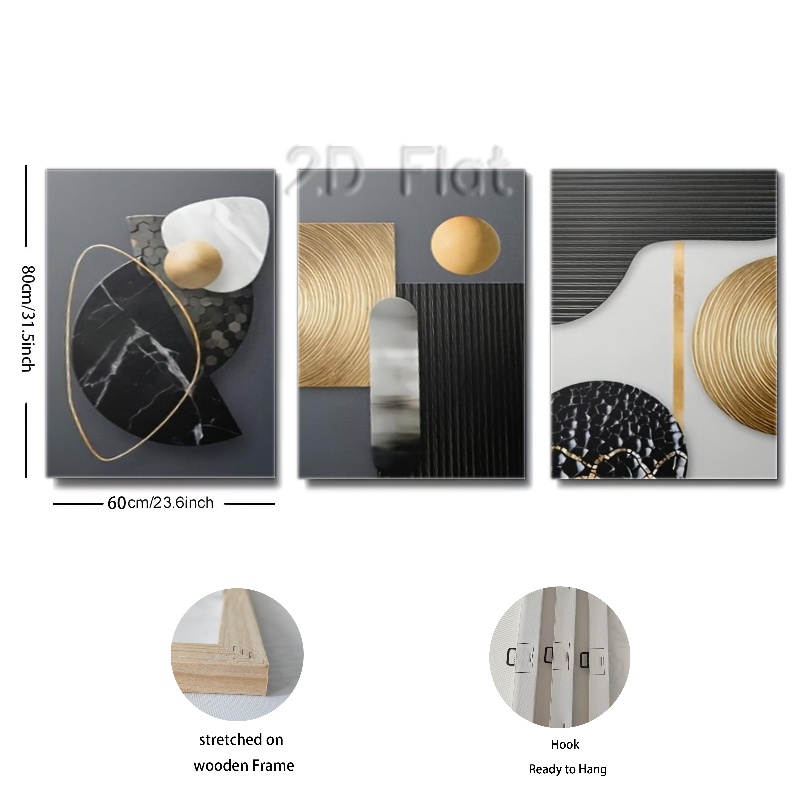 2D Flat
80cm/31.5inch
60cm/23.6inch
stretched on
wooden Frame
Hook
Ready to Hang